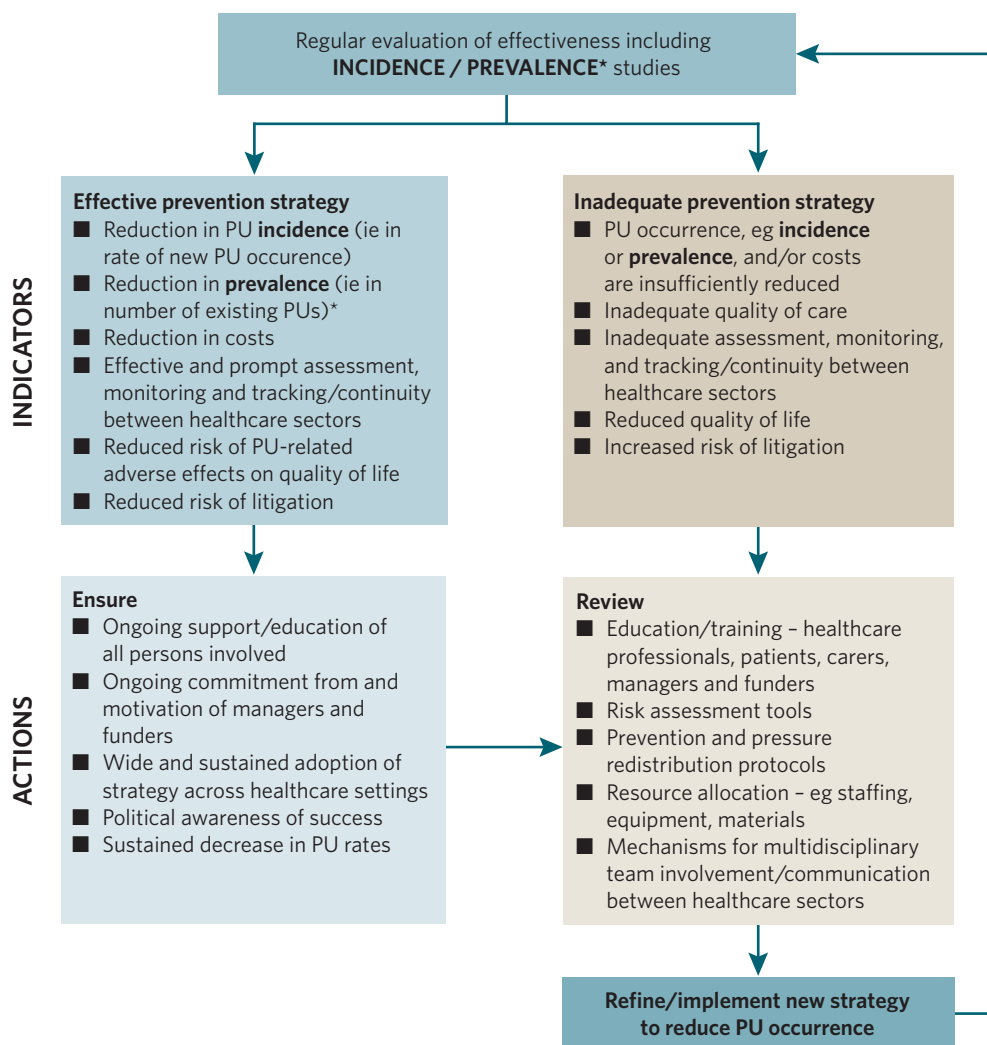 Regular evaluation of effectiveness including
INCIDENCE / PREVALENCE* studies
INDICATORS
Effective prevention strategy
■ Reduction in PU incidence (ie in
rate of new PU occurence)
■ Reduction in prevalence (ie in
number of existing PUs)*
■ Reduction in costs
■ Effective and prompt assessment,
monitoring and tracking/continuity
between healthcare sectors
■ Reduced risk of PU-related
adverse effects on quality of life
■ Reduced risk of litigation
Inadequate prevention strategy
■ PU occurrence, eg incidence
or prevalence, and/or costs
are insufficiently reduced
■ Inadequate quality of care
■ Inadequate assessment, monitoring,
and tracking/continuity between
healthcare sectors
■ Reduced quality of life
■ Increased risk of litigation
ACTIONS
Ensure
■ Ongoing support/education of
all persons involved
■ Ongoing commitment from and
motivation of managers and
funders
■ Wide and sustained adoption of
strategy across healthcare settings
■ Political awareness of success
■ Sustained decrease in PU rates
Review
■ Education/training – healthcare
professionals, patients, carers,
managers and funders
■ Risk assessment tools
■ Prevention and pressure
redistribution protocols
■ Resource allocation – eg staffing,
equipment, materials
■ Mechanisms for multidisciplinary
team involvement/communication
between healthcare sectors
Refine/implement new strategy
to reduce PU occurrence